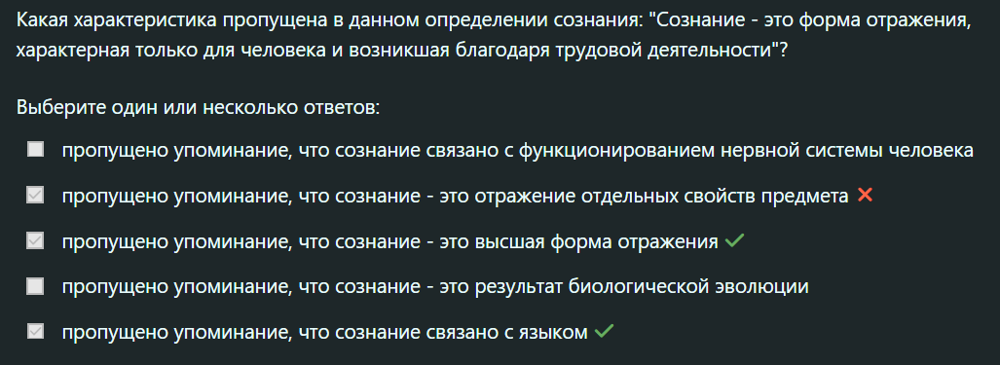 Какая характеристика пропущена в данном определении сознания: "Сознание - это форма отражения,
характерная только для человека и возникшая благодаря трудовой деятельности"?
Выберите один или несколько ответов:
пропущено упоминание, что сознание связано с функционированием нервной системы человека
пропущено упоминание, что сознание - это отражение отдельных свойств предмета
пропущено упоминание, что сознание - это высшая форма отражения
пропущено упоминание, что сознание - это результат биологической эволюции
пропущено упоминание, что сознание связано с языком